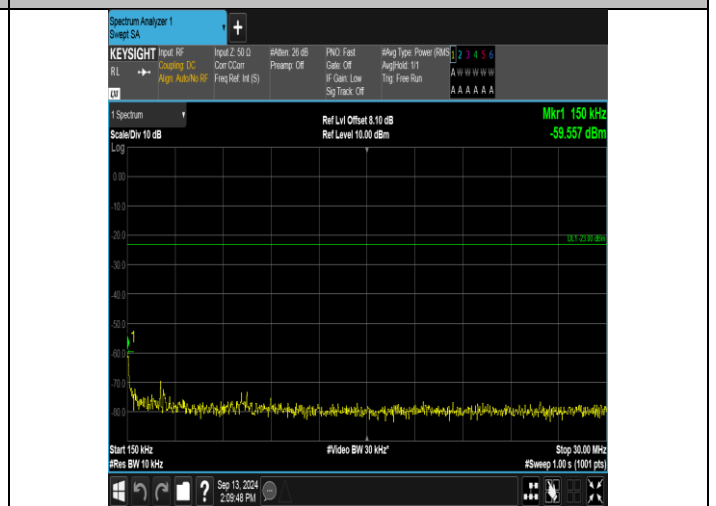 Spectrum Analyzer 1
Swept SA
+
KEYSIGHT
RL
Input: RF
Coupling: DC
Align: Auto/No RF
Input Z: 50 Ω
Corr CCorr
Freq Ref: Int (S)
#Atten: 26 dB
Preamp: Off
PNO: Fast
Gate: Off
IF Gain: Low
Sig Track: Off
#Avg Type: Power (RMS
Avg|Hold: 1/1
Trig: Free Run
1 2 3 4 5 6
A W W W W W
A A A A A A
1 Spectrum
Scale/Div 10 dB
Log
Ref Lvl Offset 8.10 dB
Ref Level 10.00 dBm
Mkr1 150 kHz
-59.557 dBm
0.00
-10.0
-20.0
DL1 -23.00 dBm
-30.0
-40.0
-50.0
1
-60.0
-70.0
-80.0
Start 150 kHz
#Res BW 10 kHz
#Video BW 30 kHz*
Stop 30.00 MHz
#Sweep 1.00 s (1001 pts)
?
Sep 13, 2024
2:09:48 PM